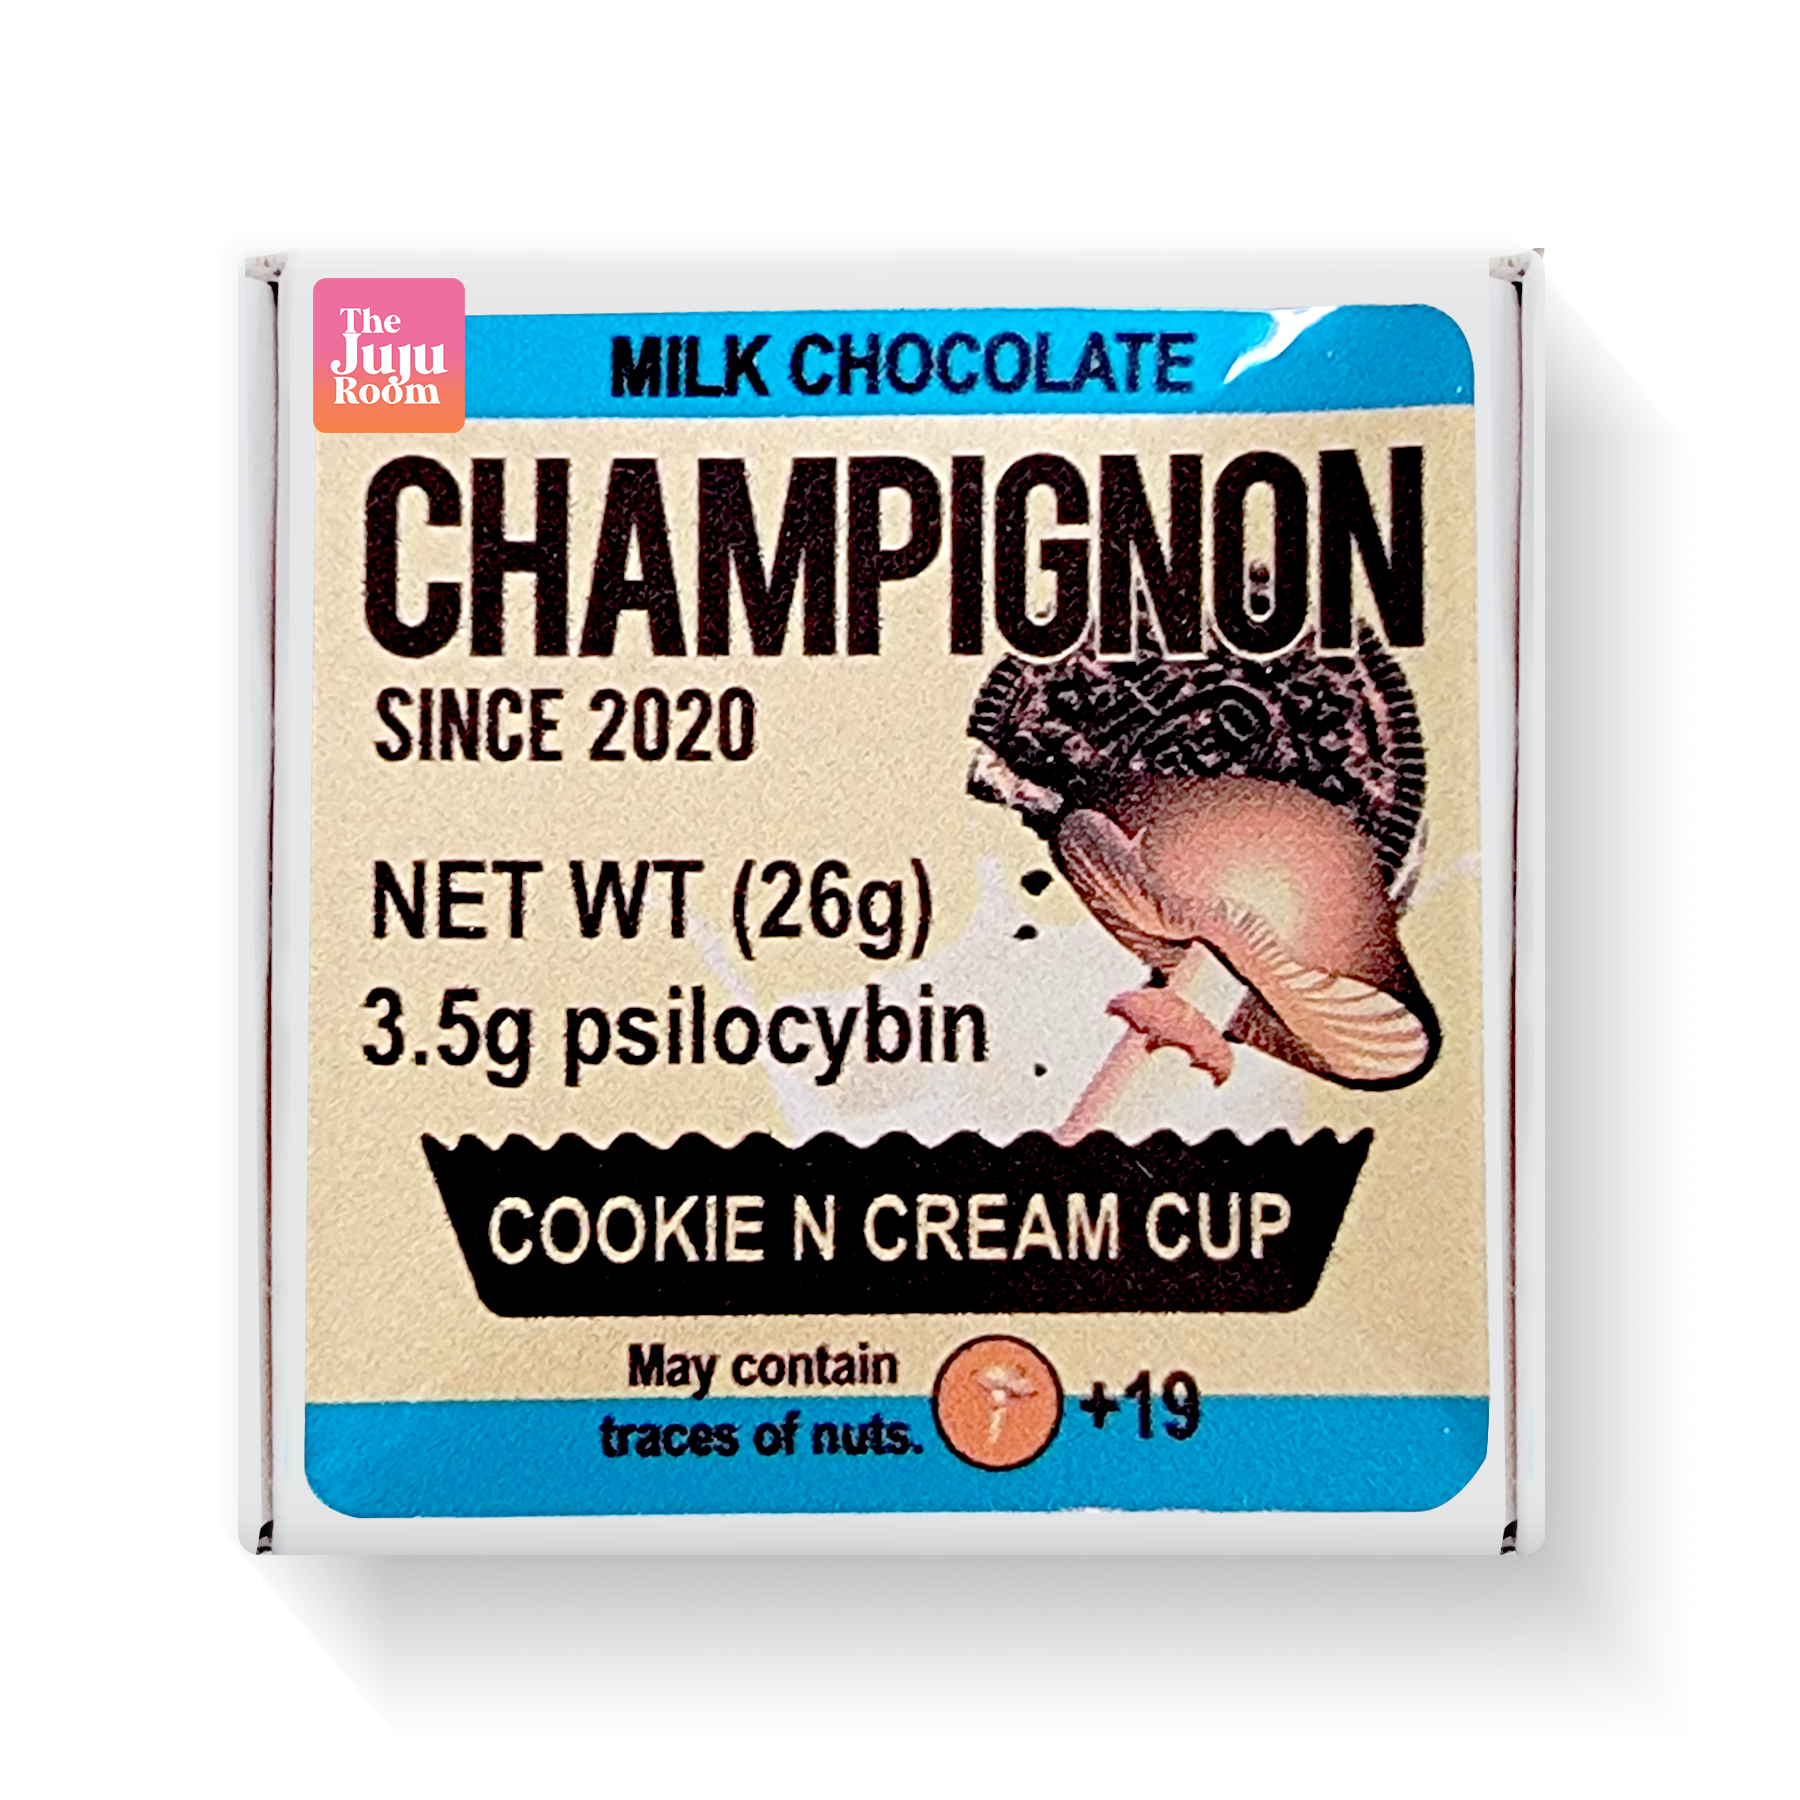 The
Juju
Room
MILK CHOCOLATE
CHAMPIGNON
SINCE 2020
NET WT (26g)
3.5g psilocybin
COOKIE N CREAM CUP
May contain
traces of nuts.
+19